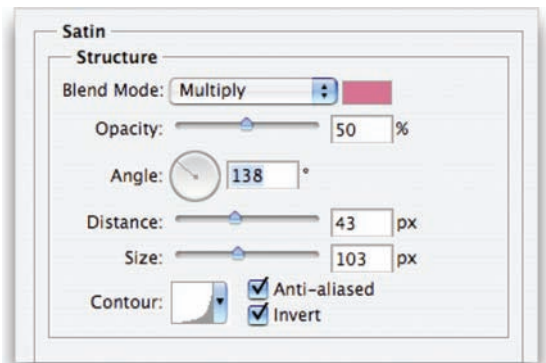 Satin
Structure
Blend Mode: Multiply
Opacity: 50 %
Angle: 138 °
Distance: 43 px
Size: 103 px
Contour: Anti-aliased
Invert